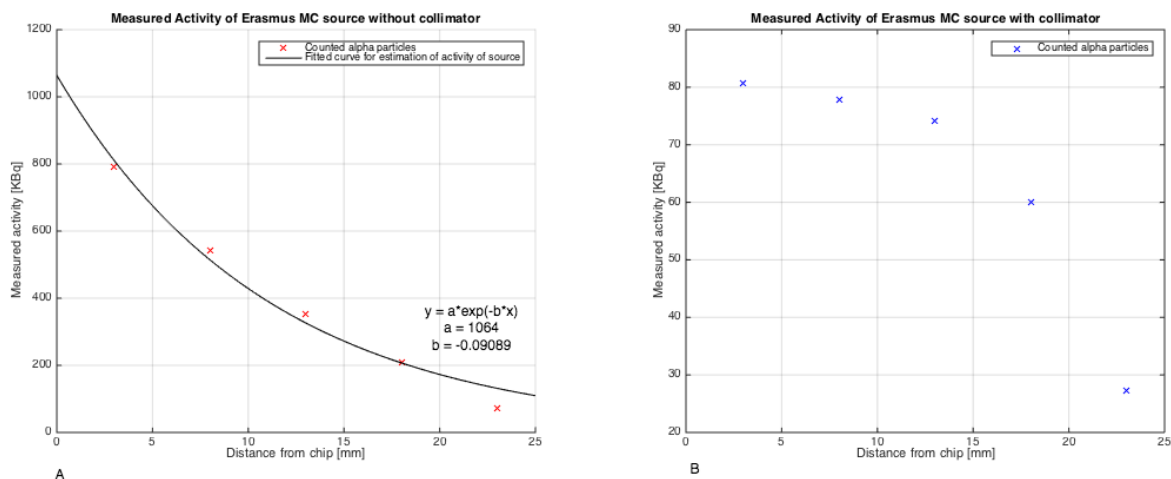 Measured Activity of Erasmus MC source without collimator
1200
1000
800
600
400
200
0
Measured activity [KBq]
Counted alpha particles
Fitted curve for estimation of activity of source
y = a*exp(-b*x)
a = 1064
b = -0.09089
0 5 10 15 20 25
Distance from chip [mm]
A
Measured Activity of Erasmus MC source with collimator
90
80
70
60
50
40
30
20
Measured activity [KBq]
Counted alpha particles
0 5 10 15 20 25
Distance from chip [mm]
B